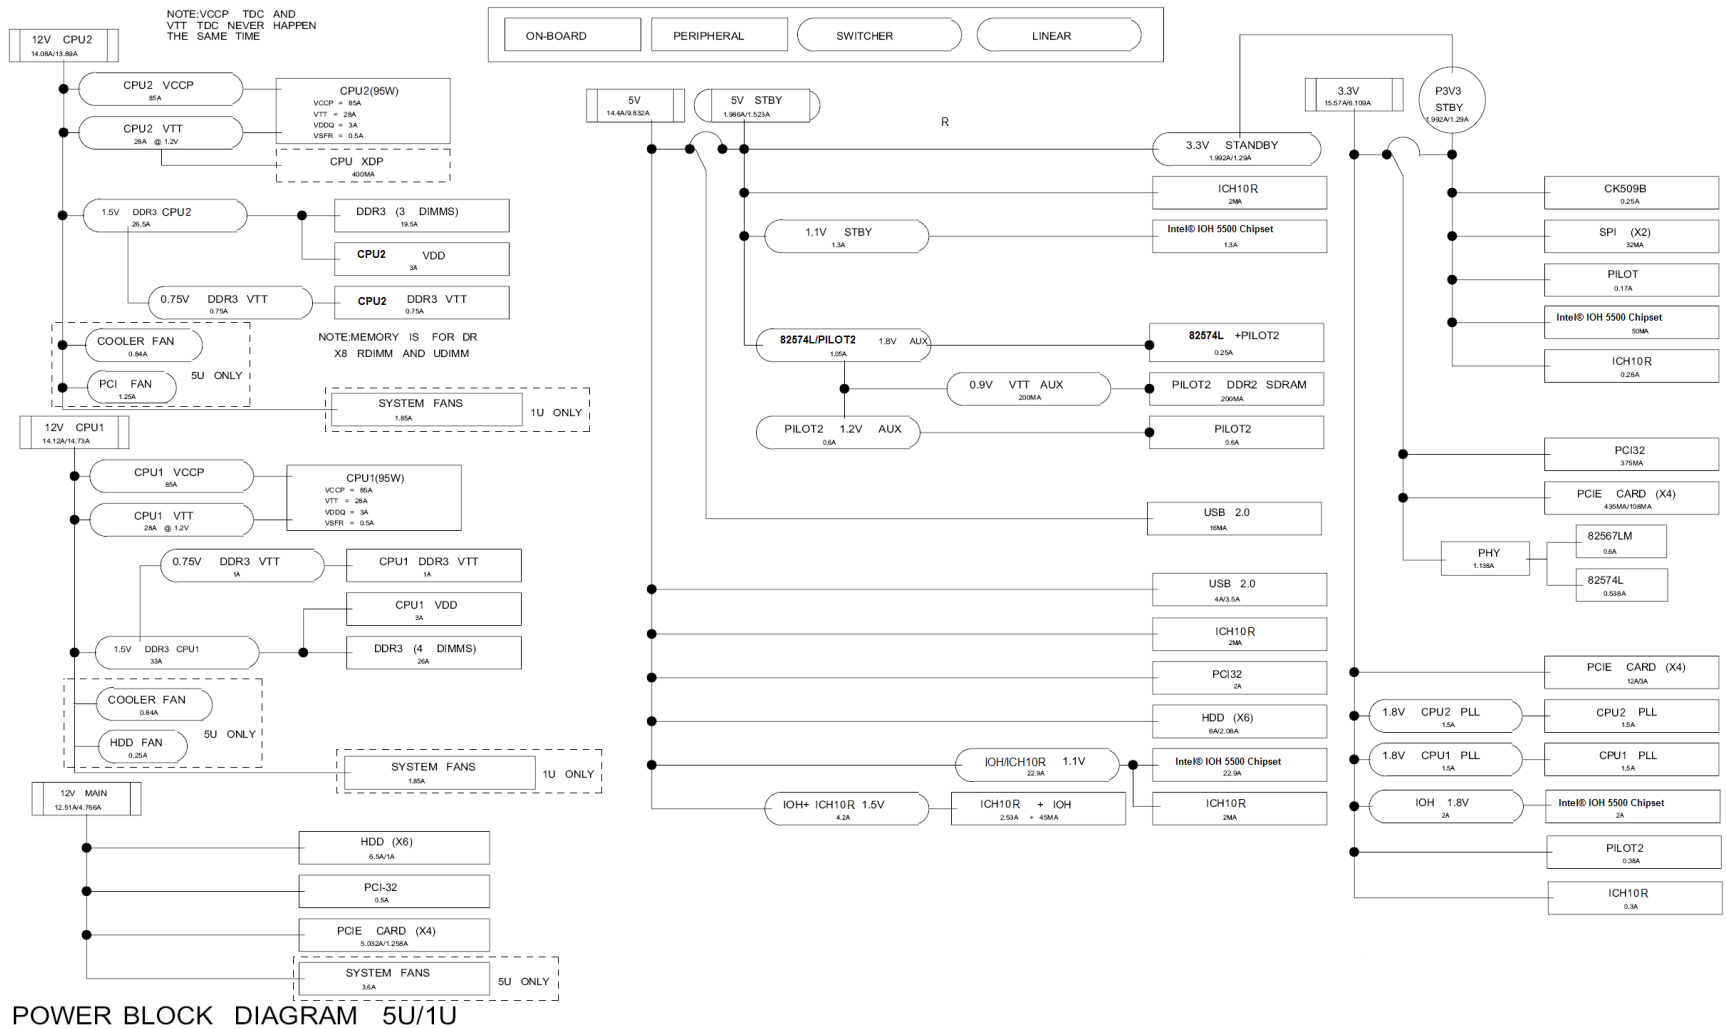 NOTE:VCCP TDC AND
VTT TDC NEVER HAPPEN
THE SAME TIME
12V CPU2
14.08A/13.89A
CPU2 VCCP
85A
CPU2(95W)
VCCP = 85A
VTT = 28A
VDDQ = 3A
VSFR = 0.5A
CPU2 VTT
28A @ 1.2V
CPU XDP
400MA
1.5V DDR3 CPU2
26.5A
DDR3 (3 DIMMS)
19.5A
CPU2 VDD
3A
0.75V DDR3 VTT
0.75A
CPU2 DDR3 VTT
0.75A
NOTE:MEMORY IS FOR DR
X8 RDIMM AND UDIMM
COOLER FAN
0.84A
5U ONLY
PCI FAN
1.25A
SYSTEM FANS
1.85A
1U ONLY
12V CPU1
14.12A/14.73A
CPU1 VCCP
85A
CPU1(95W)
VCCP = 85A
VTT = 28A
VDDQ = 3A
VSFR = 0.5A
CPU1 VTT
28A @ 1.2V
0.75V DDR3 VTT
1A
CPU1 DDR3 VTT
1A
CPU1 VDD
3A
1.5V DDR3 CPU1
33A
DDR3 (4 DIMMS)
26A
COOLER FAN
0.84A
5U ONLY
HDD FAN
0.25A
SYSTEM FANS
1.85A
1U ONLY
12V MAIN
12.51A/4.766A
HDD (X6)
6.5A/1A
PCI-32
0.5A
PCIE CARD (X4)
5.032A/1.258A
SYSTEM FANS
3.6A
5U ONLY
POWER BLOCK DIAGRAM 5U/1U
ON-BOARD
PERIPHERAL
SWITCHER
LINEAR
5V
14.4A/9.832A
5V STBY
1.986A/1.523A
R
3.3V STANDBY
1.992A/1.29A
ICH10R
2MA
1.1V STBY
1.3A
Intel® IOH 5500 Chipset
1.3A
82574L/PILOT2 1.8V AUX
1.05A
82574L +PILOT2
0.25A
0.9V VTT AUX
200MA
PILOT2 DDR2 SDRAM
200MA
PILOT2 1.2V AUX
0.6A
PILOT2
0.6A
USB 2.0
16MA
USB 2.0
4A/3.5A
ICH10R
2MA
PCI32
2A
HDD (X6)
6A/2.08A
IOH/ICH10R 1.1V
22.9A
Intel® IOH 5500 Chipset
22.9A
IOH+ ICH10R 1.5V
4.2A
ICH10R + IOH
2.53A + 45MA
ICH10R
2MA
3.3V
15.57A/6.109A
P3V3
STBY
1.992A/1.29A
CK509B
0.25A
SPI (X2)
32MA
PILOT
0.17A
Intel® IOH 5500 Chipset
50MA
ICH10R
0.28A
PCI32
375MA
PCIE CARD (X4)
435MA/108MA
PHY
1.138A
82567LM
0.6A
82574L
0.538A
PCIE CARD (X4)
12A/3A
1.8V CPU2 PLL
1.5A
CPU2 PLL
1.5A
1.8V CPU1 PLL
1.5A
CPU1 PLL
1.5A
IOH 1.8V
2A
Intel® IOH 5500 Chipset
2A
PILOT2
0.38A
ICH10R
0.3A